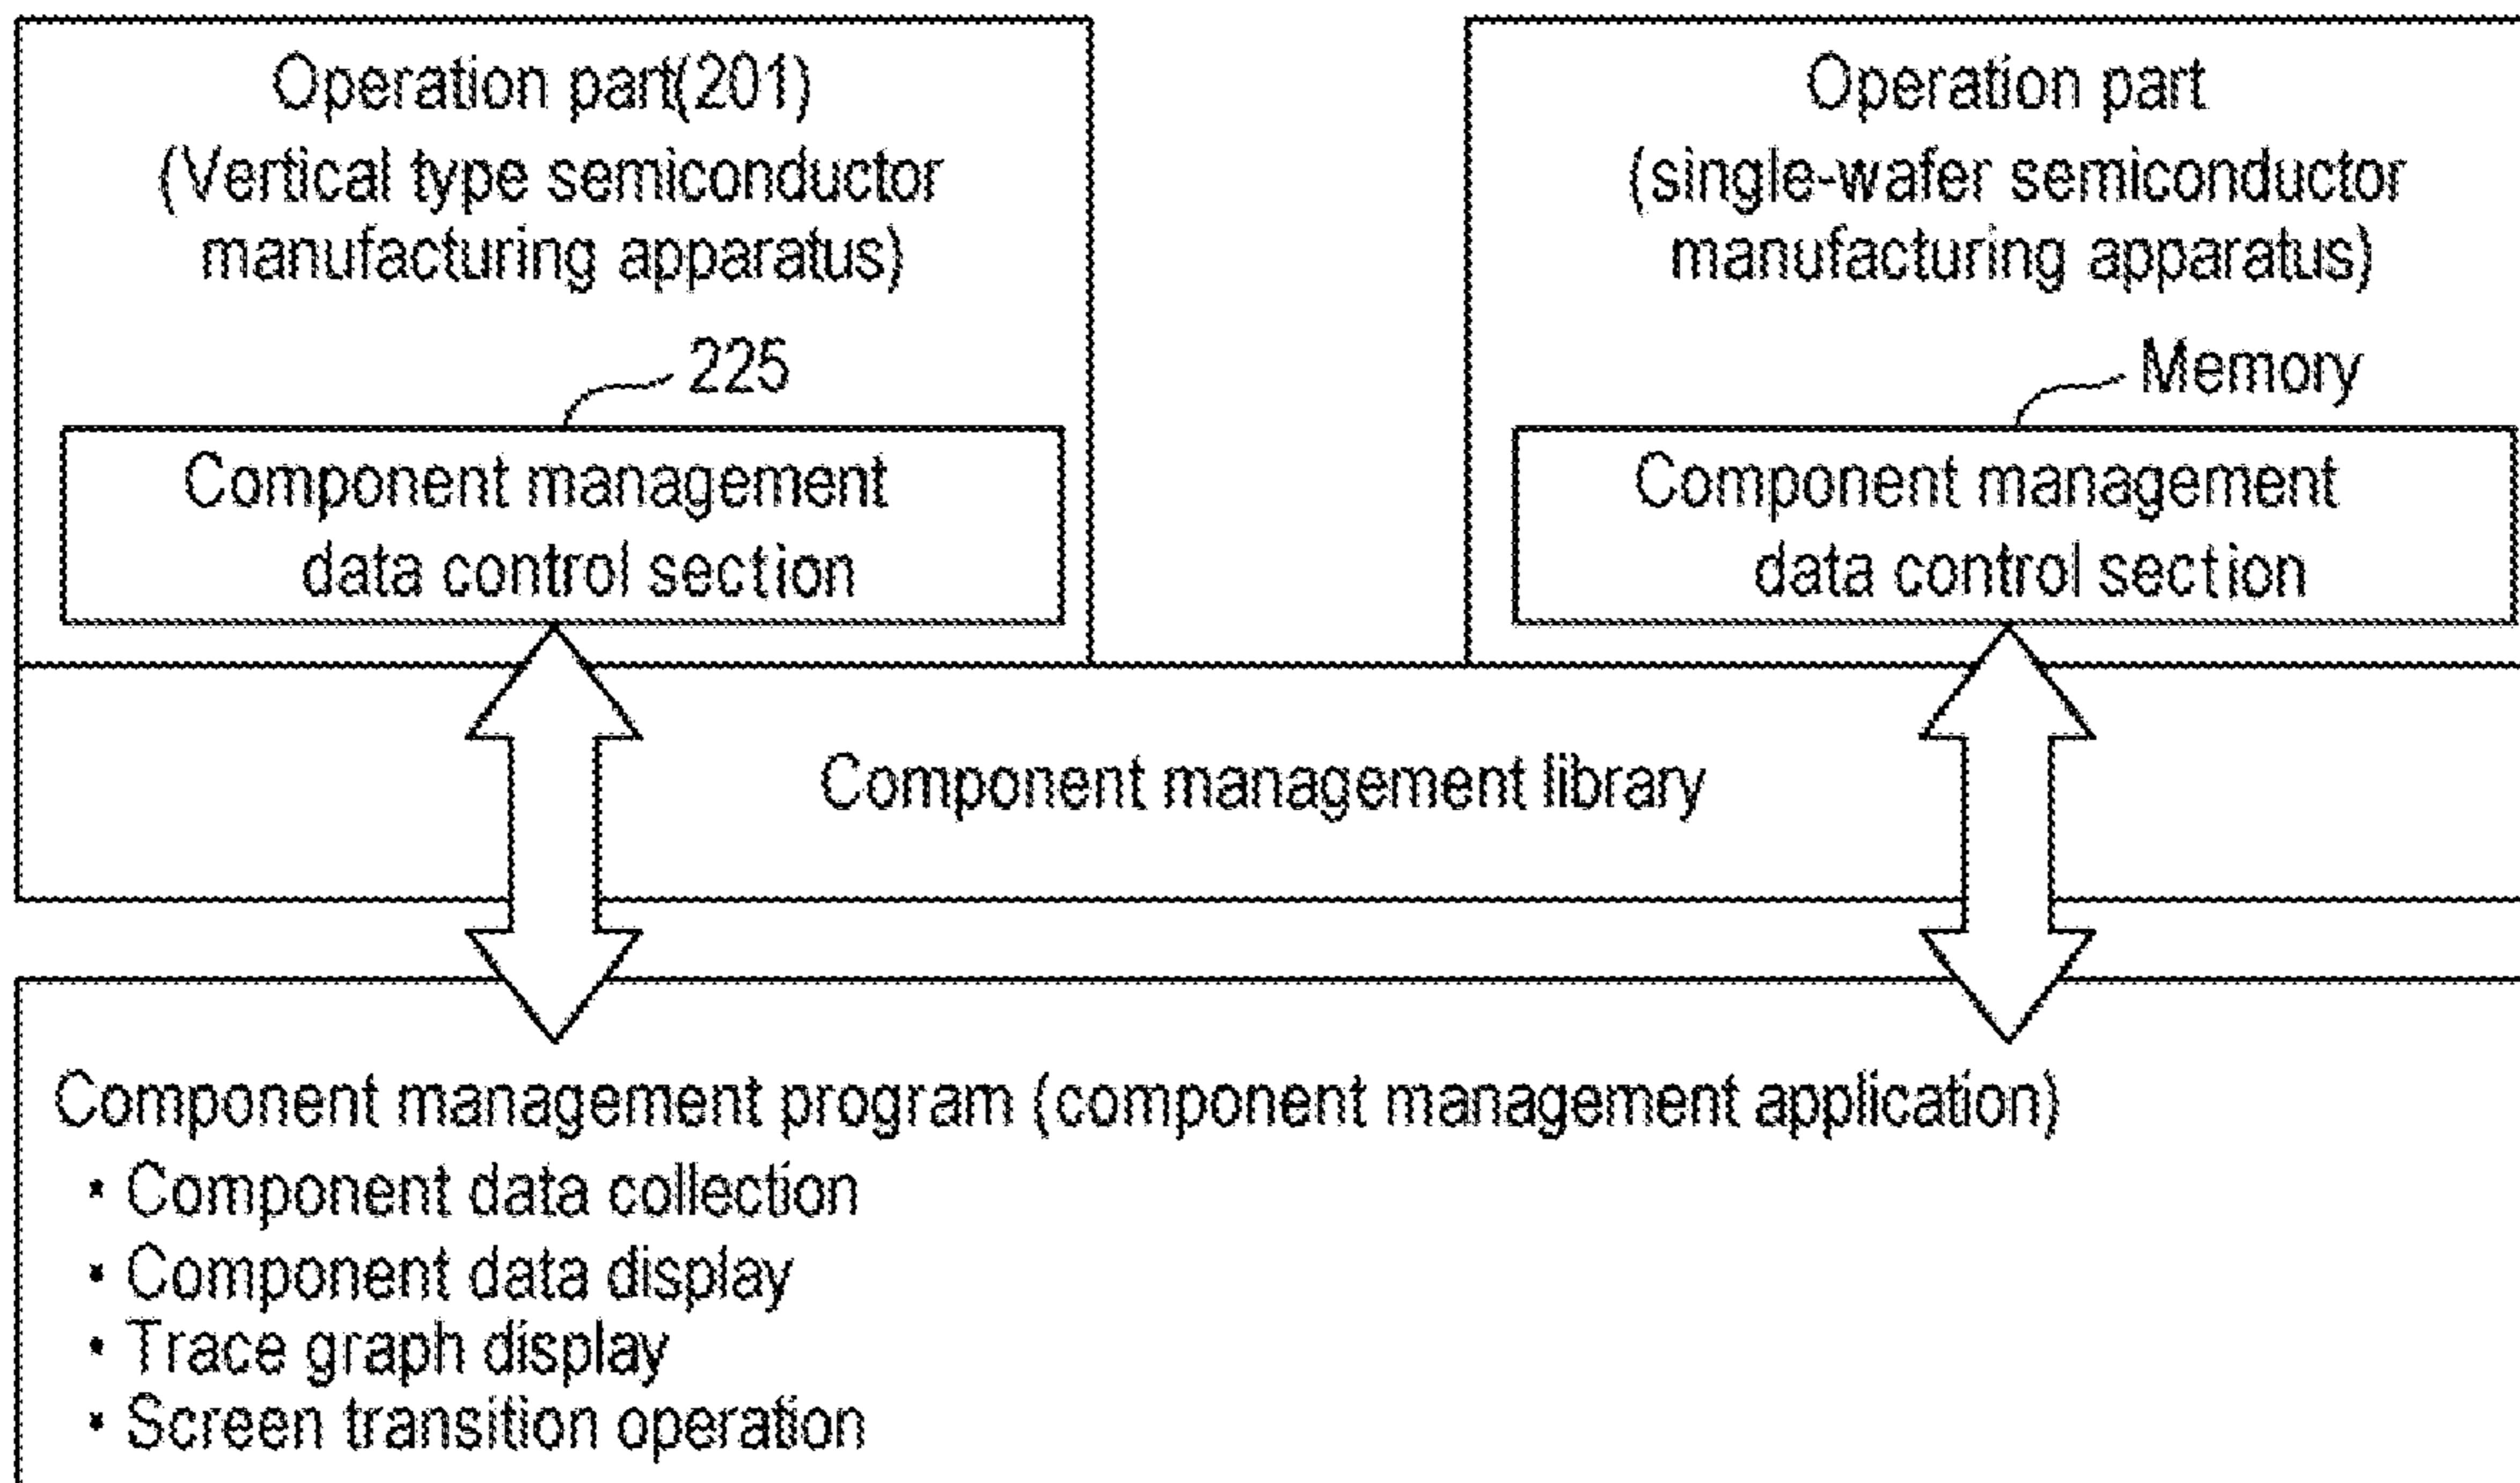 Operation part(201)
(Vertical type semiconductor
manufacturing apparatus)
225
Component management
data control section
Operation part
(single-wafer semiconductor
manufacturing apparatus)
Memory
Component management
data control section
Component management library
Component management program (component management application)
· Component data collection
· Component data display
· Trace graph display
· Screen transition operation